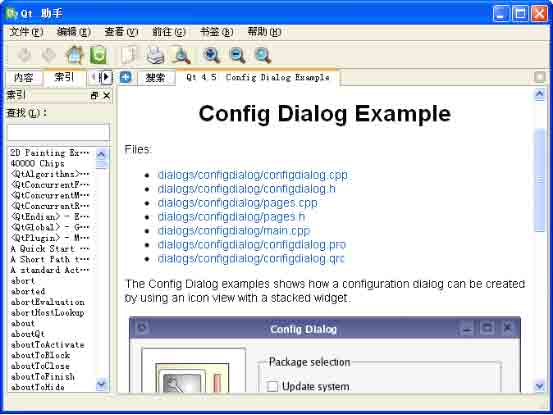 Qt 助手
文件(F) 编辑(E) 查看(V) 前往(G) 书签(B) 帮助(H)
内容 索引
搜索 Qt 4.5 Config Dialog Example
索引
查找(L):
2D Painting Ex...
40000 Chips
<QtAlgorithms>...
<QtConcurrentF...
<QtConcurrentM...
<QtConcurrentR...
<QtEndian> - E...
<QtGlobal> - G...
<QtPlugin> - M...
A Quick Start ...
A Short Path t...
A standard Act...
abort
aborted
abortEvaluation
abortHostLookup
about
aboutQt
aboutToActivate
aboutToBlock
aboutToClose
aboutToFinish
aboutToHide
Config Dialog Example
Files:
dialogs/configdialog/configdialog.cpp
dialogs/configdialog/configdialog.h
dialogs/configdialog/pages.cpp
dialogs/configdialog/pages.h
dialogs/configdialog/main.cpp
dialogs/configdialog/configdialog.pro
dialogs/configdialog/configdialog.qrc
The Config Dialog examples shows how a configuration dialog can be created
by using an icon view with a stacked widget.
Config Dialog
Package selection
Update system